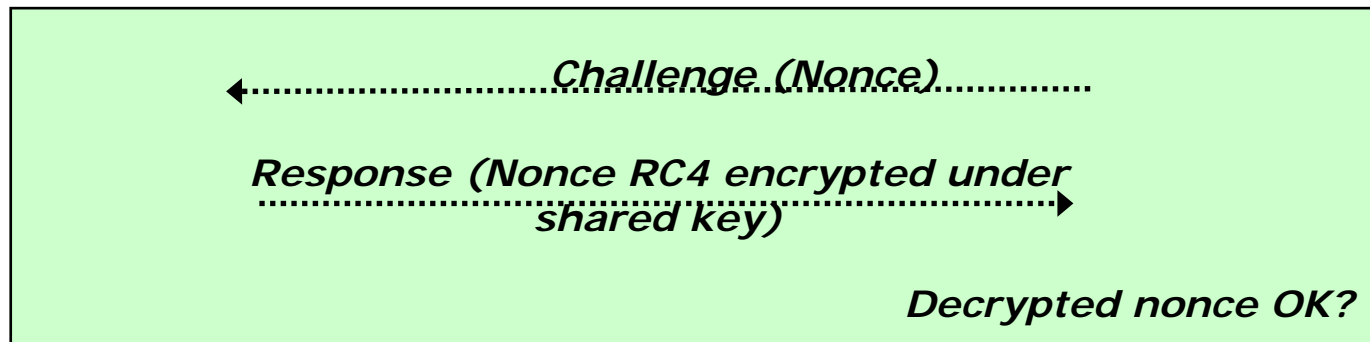 Challenge (Nonce)
Response (Nonce RC4 encrypted under
shared key)
Decrypted nonce OK?